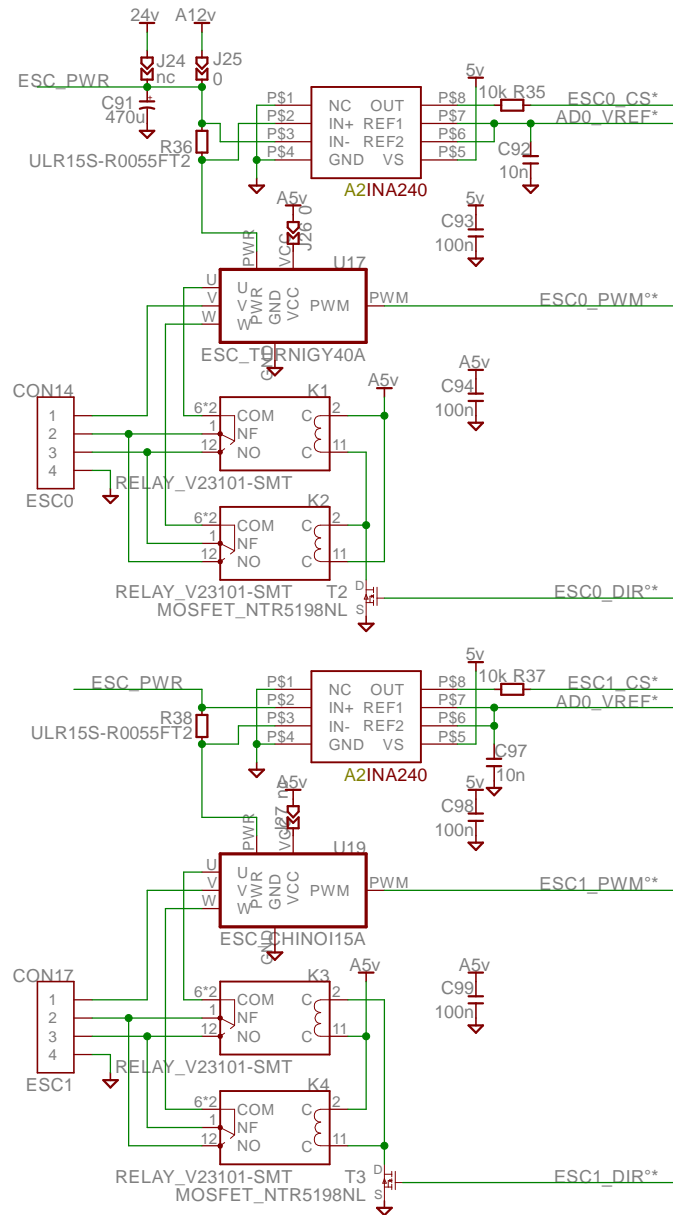 24v A12v
J24 nc
J25 0
ESC_PWR
C91 470u
R36
ULR15S-R0055FT2
P$1 NC OUT P$8
P$2 IN+ REF1 P$7
P$3 IN- REF2 P$6
P$4 GND VS P$5
A2INA240
5v
10k R35
ESC0_CS*
AD0_VREF*
C92 10n
A5v
J26 0
5v
C93 100n
PWR
VCC
U17
U U
V V
W W
PWR
GND
VCC
PWM PWM
ESC0_PWM°*
ESC_TURNIGY40A
GND
A5v
C94 100n
CON14
1
2
3
4
ESC0
K1
A5v
6*2 COM C 2
1 NF
12 NO C 11
RELAY_V23101-SMT
K2
6*2 COM C 2
1 NF
12 NO C 11
RELAY_V23101-SMT
T2
D
S
MOSFET_NTR5198NL
ESC0_DIR°*
ESC_PWR
R38
ULR15S-R0055FT2
P$1 NC OUT P$8
P$2 IN+ REF1 P$7
P$3 IN- REF2 P$6
P$4 GND VS P$5
A2INA240
5v
10k R37
ESC1_CS*
AD0_VREF*
C97 10n
A5v
J27
5v
C98 100n
PWR
U19
U U
V V
W W
PWR
GND
VCC
PWM PWM
ESC1_PWM°*
ESC_CHINOI15A
GND
A5v
C99 100n
CON17
1
2
3
4
ESC1
K3
A5v
6*2 COM C 2
1 NF
12 NO C 11
RELAY_V23101-SMT
K4
6*2 COM C 2
1 NF
12 NO C 11
RELAY_V23101-SMT
T3
D
S
MOSFET_NTR5198NL
ESC1_DIR°*